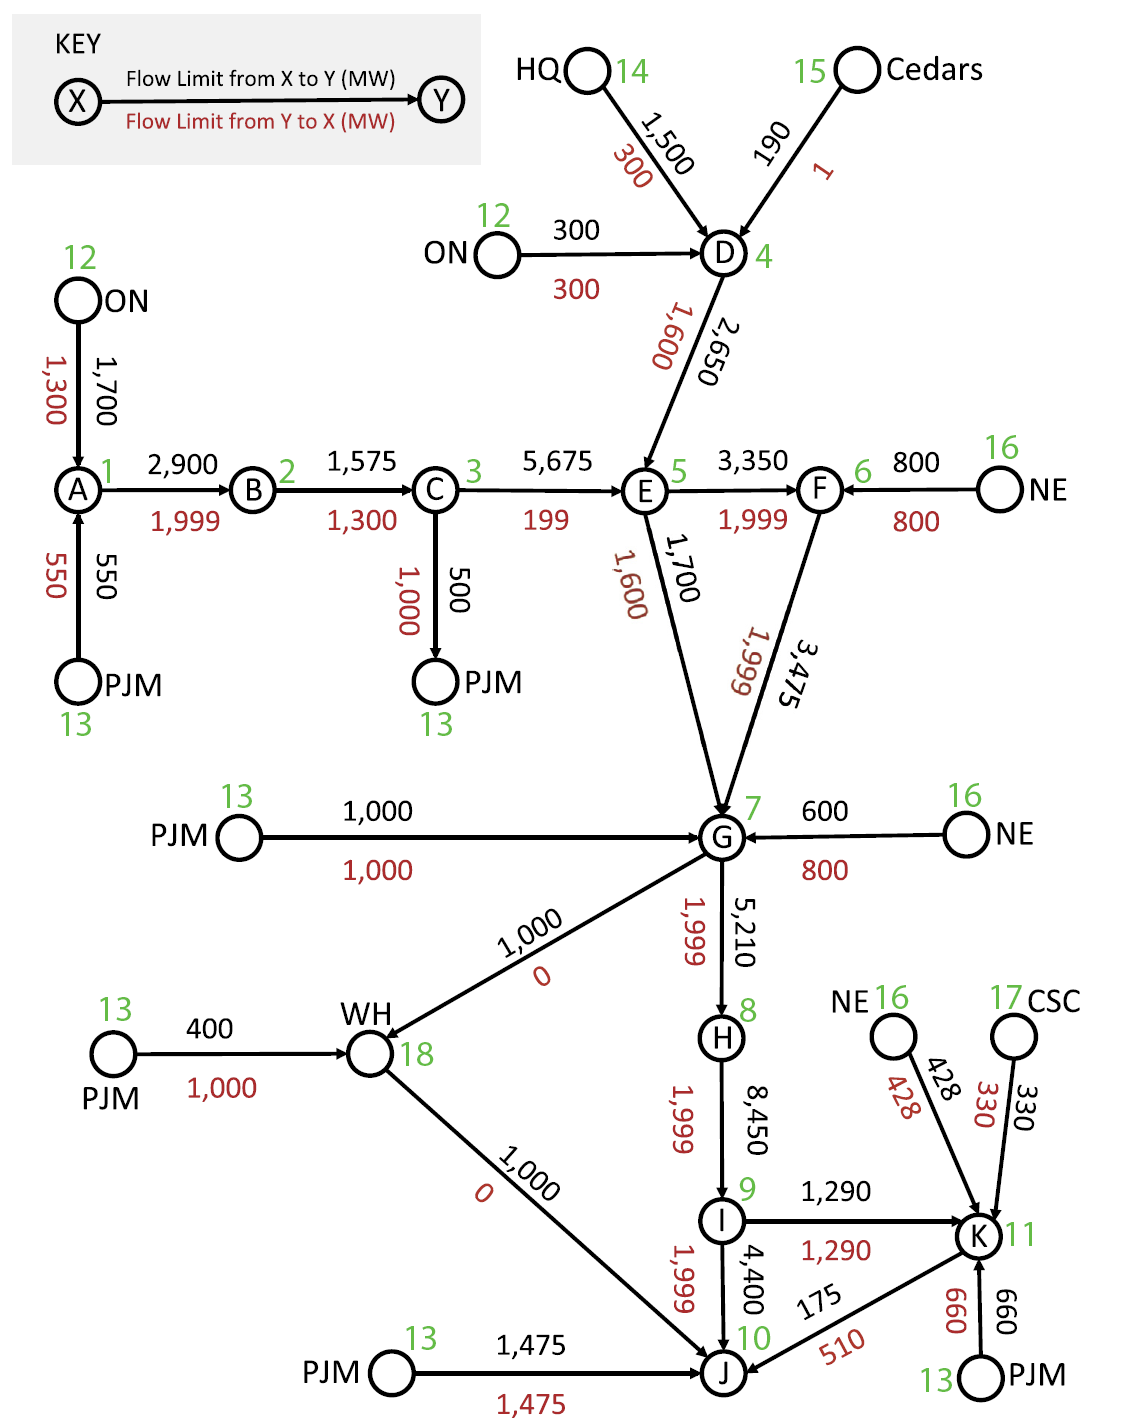 KEY
X
Flow Limit from X to Y (MW)
Flow Limit from Y to X (MW)
Y
HQ
14
15
Cedars
1,500
300
190
1
12
ON
300
300
D
4
12
ON
1,300
1,700
1,600
2,650
A
1
2,900
1,999
B
2
1,575
1,300
C
3
5,675
199
E
5
3,350
1,999
F
6
800
800
16
NE
550
550
1,000
500
1,600
1,700
1,999
3,475
PJM
13
PJM
13
13
PJM
1,000
1,000
G
7
600
800
16
NE
1,000
0
1,999
5,210
13
PJM
400
1,000
WH
18
H
8
NE
16
17
CSC
428
428
330
330
1,999
8,450
1,000
0
I
9
1,290
1,290
K
11
1,999
4,400
175
510
660
660
13
PJM
1,475
1,475
J
10
13
PJM